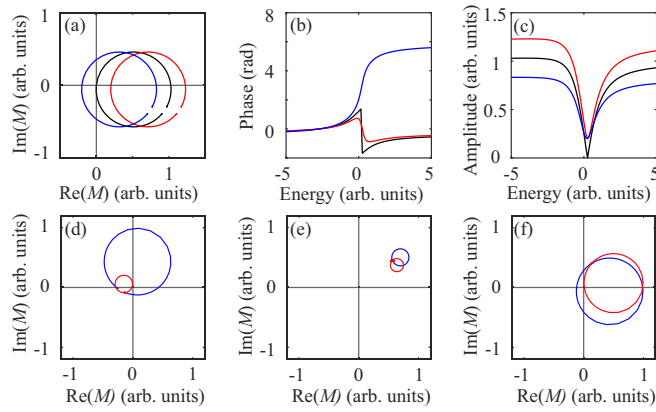 (a)
1
0
-1
Im(M) (arb. units)
0
1
Re(M) (arb. units)
(b)
8
4
0
Phase (rad)
-5
0
5
Energy (arb. units)
(c)
1.5
1
0.5
0
Amplitude (arb. units)
-5
0
5
Energy (arb. units)
(d)
1
0
-1
Im(M) (arb. units)
-1
0
1
Re(M) (arb. units)
(e)
1
0
-1
Im(M) (arb. units)
-1
0
1
Re(M) (arb. units)
(f)
1
0
-1
Im(M) (arb. units)
-1
0
1
Re(M) (arb. units)